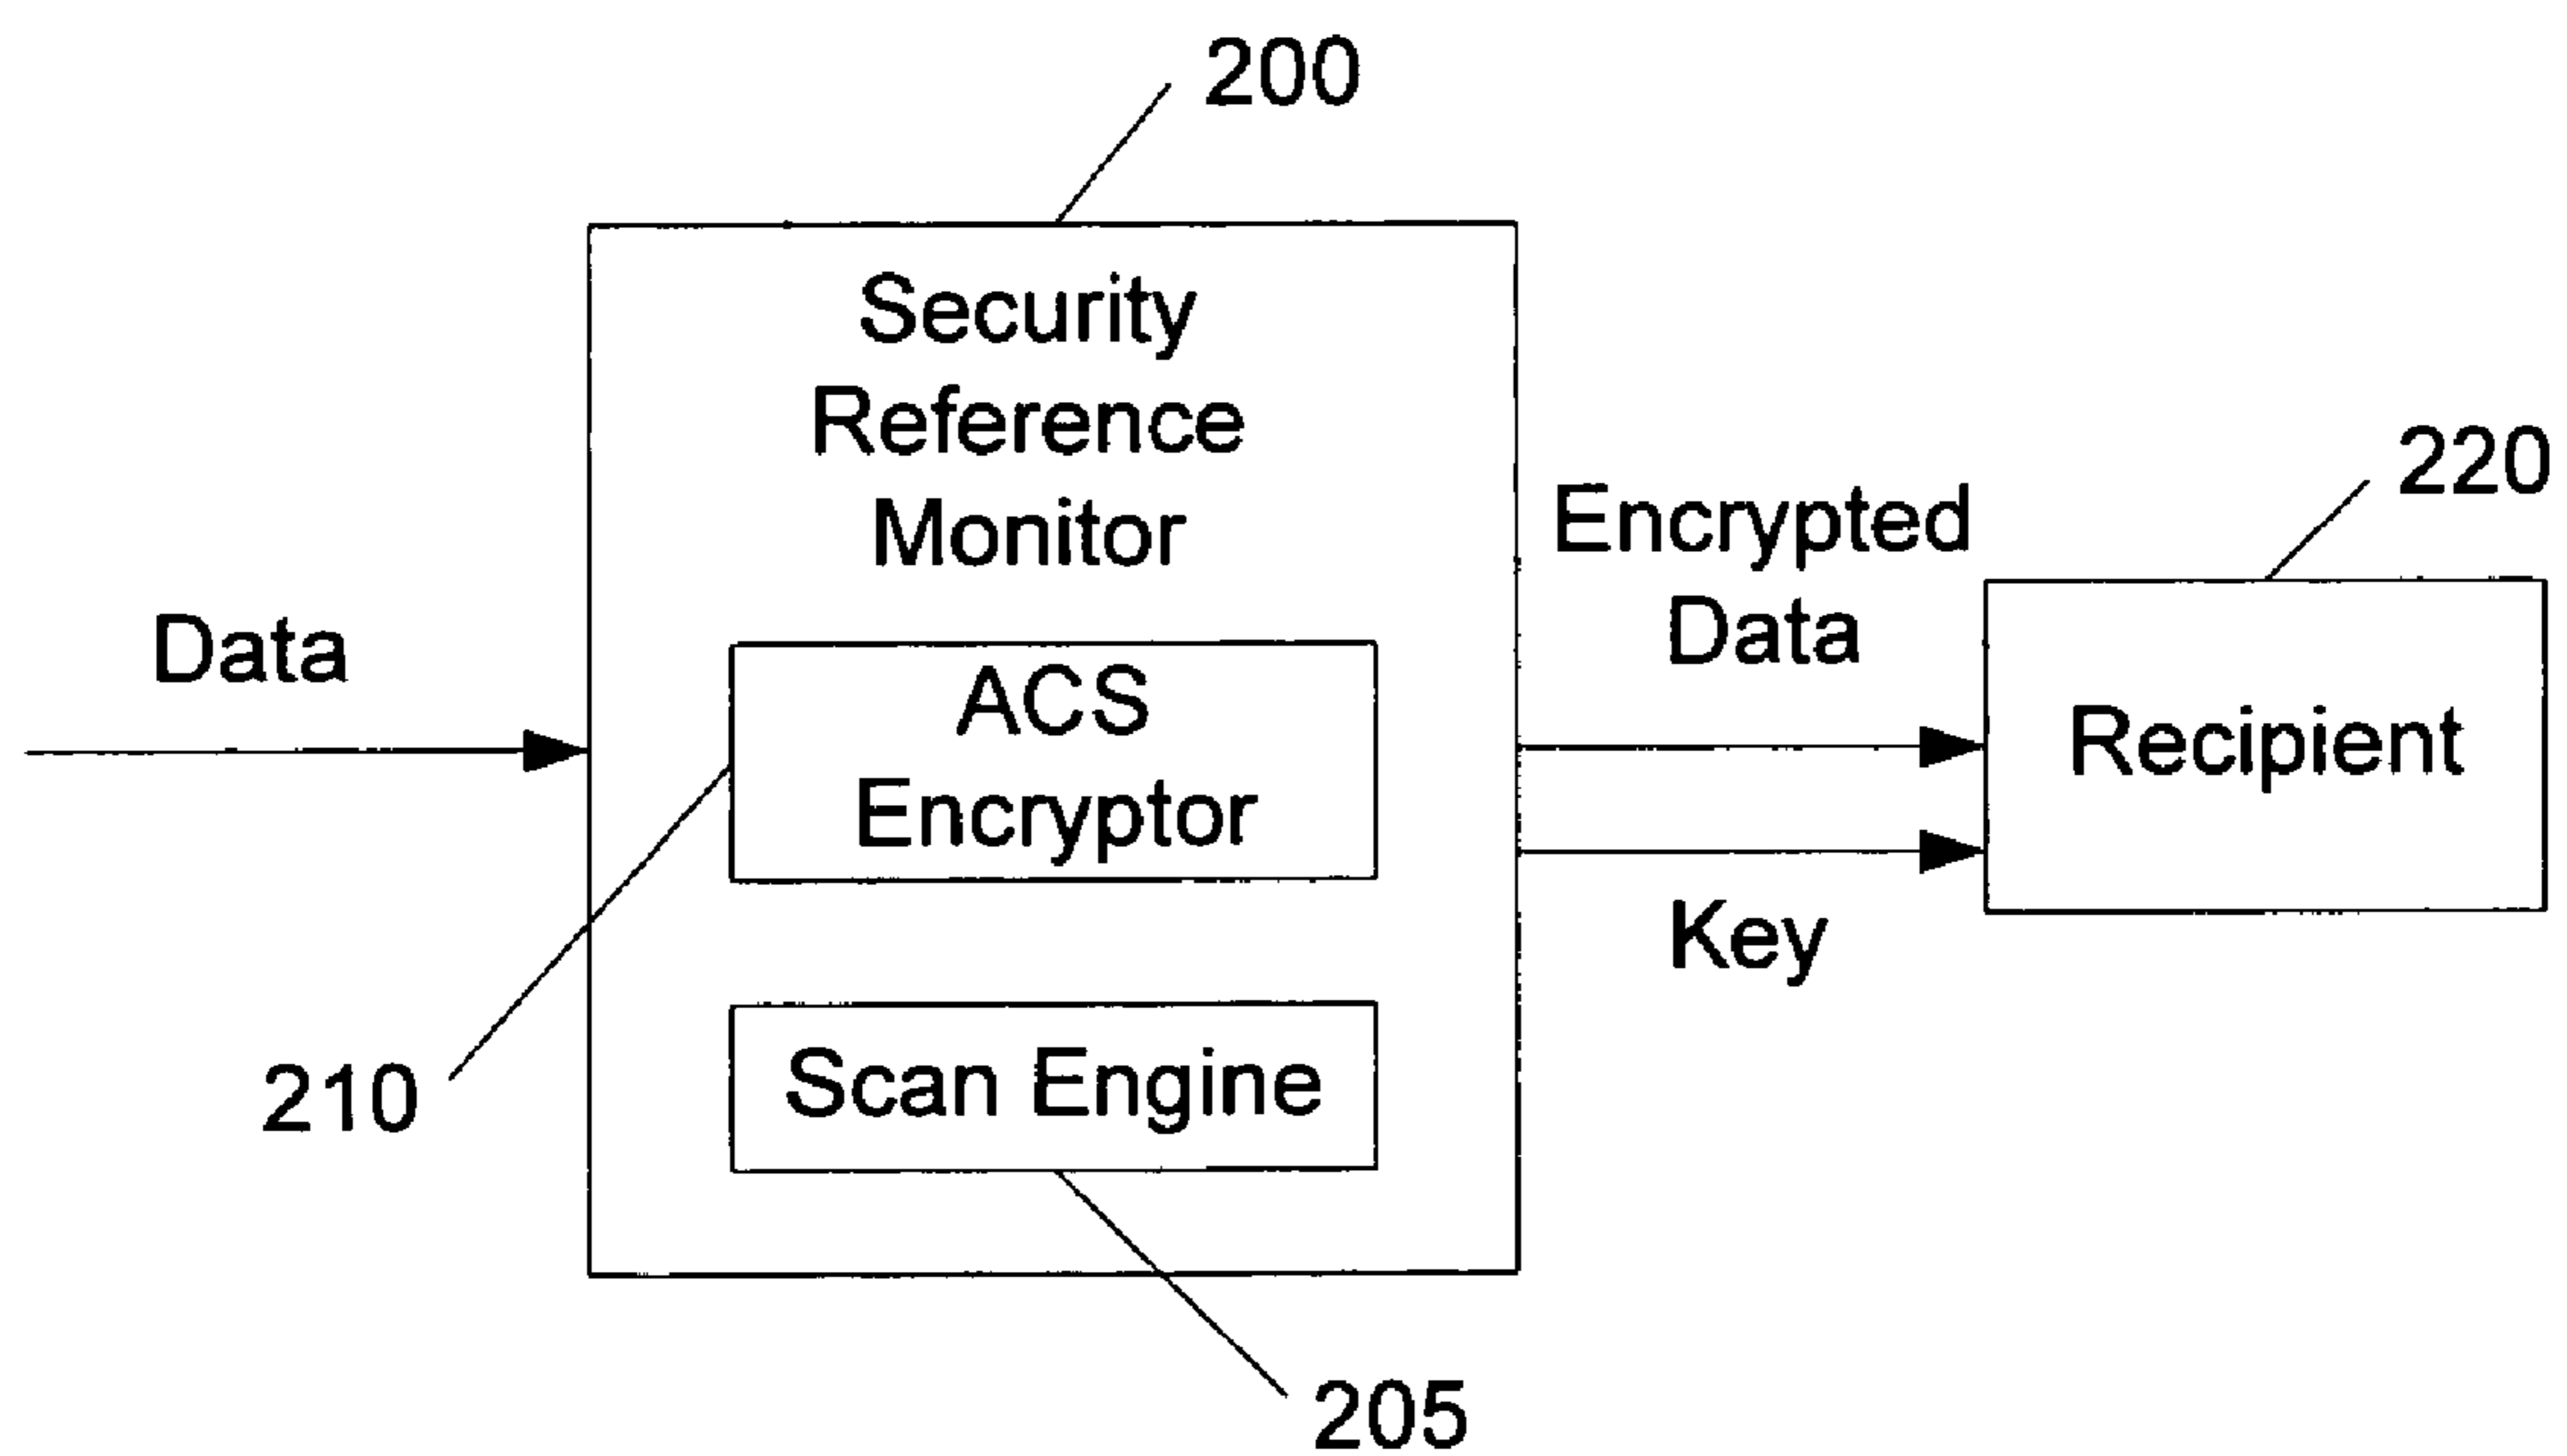 200
Security
Reference
Monitor
220
Encrypted
Data
Data
ACS
Encryptor
Recipient
Key
210
Scan Engine
205